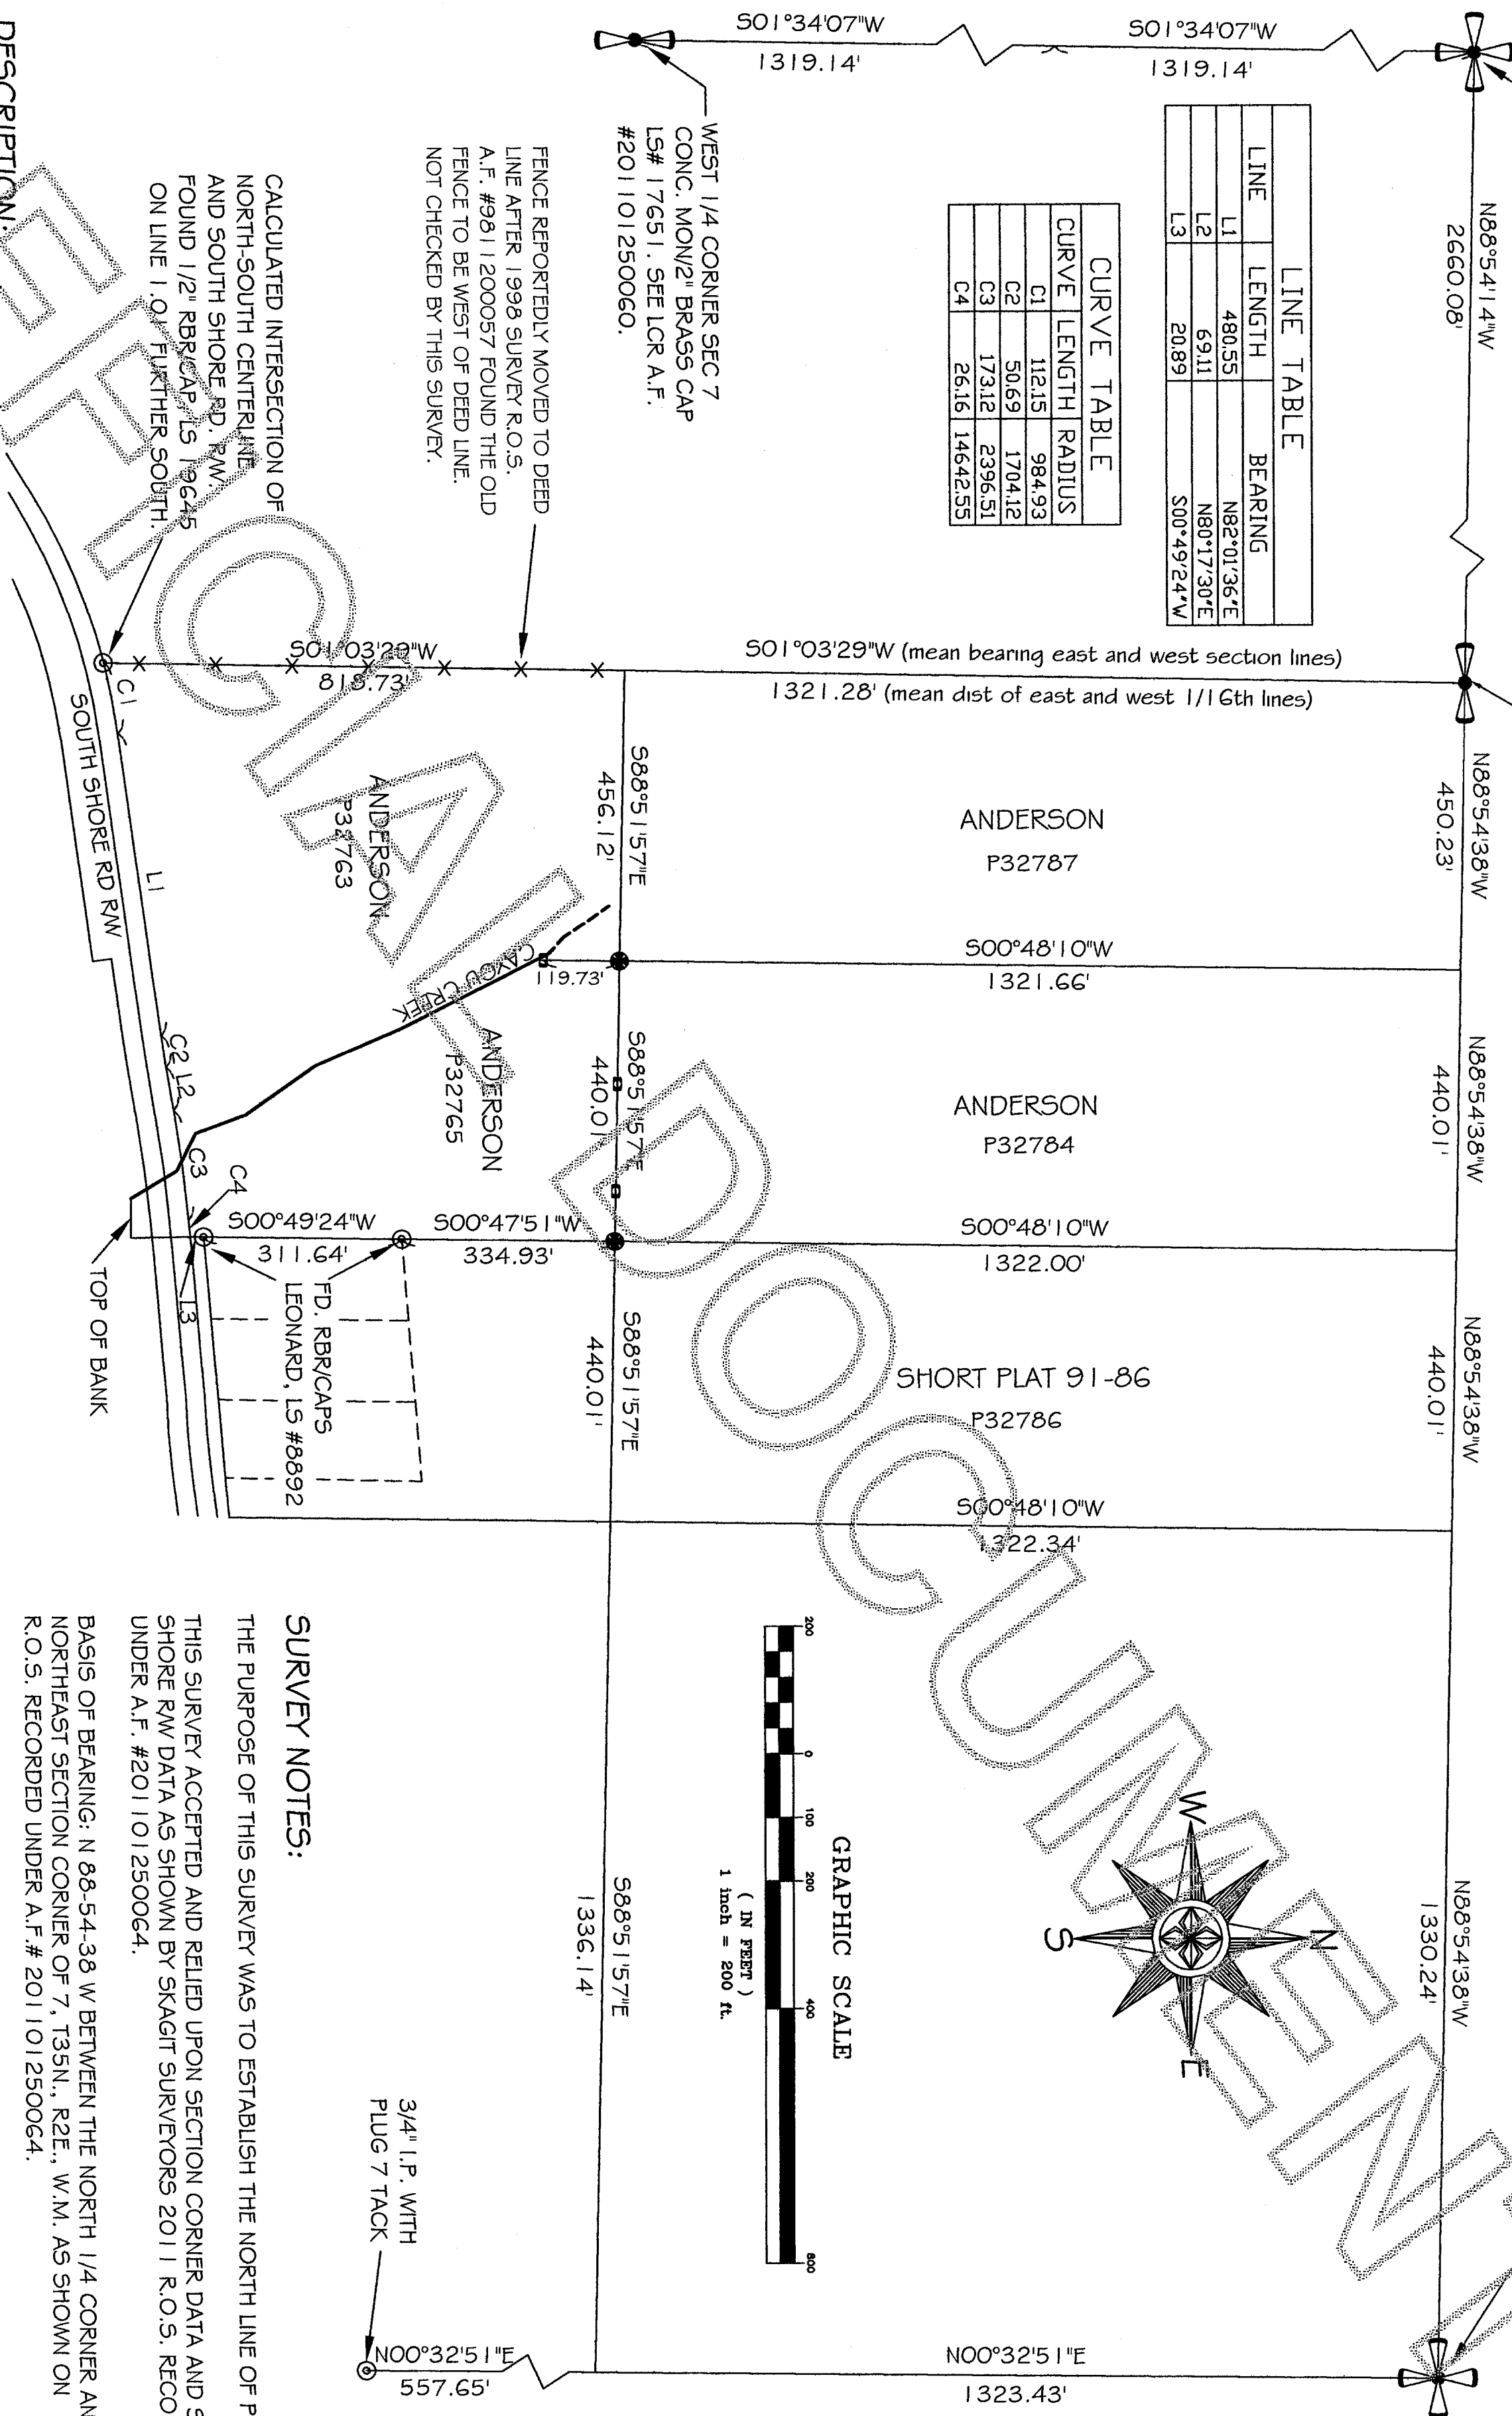 S01°34'07"W
1319.14'
S01°34'07"W
1319.14'
N88°54'14"W
2660.08'
LINE TABLE
LINE LENGTH BEARING
L1 480.55 N82°01'36"E
L2 69.11 N80°17'30"E
L3 20.89 S00°49'24"W
CURVE TABLE
CURVE LENGTH RADIUS
C1 112.15 984.93
C2 50.69 1704.12
C3 173.12 2396.51
C4 26.16 14642.55
WEST 1/4 CORNER SEC 7
CONC. MON/2" BRASS CAP
LS# 17651. SEE LCR A.F.
#201101250060.
FENCE REPORTEDLY MOVED TO DEED
LINE AFTER 1998 SURVEY R.O.S.
A.F. #9811200057 FOUND THE OLD
FENCE TO BE WEST OF DEED LINE.
NOT CHECKED BY THIS SURVEY.
CALCULATED INTERSECTION OF
NORTH-SOUTH CENTERLINE
AND SOUTH SHORE RD. R/W.
FOUND 1/2" RBR/CAP, LS 19645
ON LINE 1.01' FURTHER SOUTH.
DESCRIPTION:
S01°03'29"W
818.73'
S01°03'29"W (mean bearing east and west section lines)
1321.28' (mean dist of east and west 1/16th lines)
N88°54'38"W
450.23'
ANDERSON
P32787
S88°51'57"E
456.12'
S00°48'10"W
1321.66'
N88°54'38"W
440.01'
ANDERSON
P32784
S88°51'57"E
440.01'
S00°48'10"W
1322.00'
N88°54'38"W
440.01'
SHORT PLAT 91-86
P32786
S88°51'57"E
440.01'
S00°48'10"W
1322.34'
ANDERSON
P32763
CAYOU CREEK
119.73'
ANDERSON
P32765
S00°49'24"W
311.64'
S00°47'51"W
334.93'
C1
L1
C2
L2
C3
C4
L3
SOUTH SHORE RD R/W
TOP OF BANK
FD. RBR/CAPS
LEONARD, LS #8892
N88°54'38"W
1330.24'
S88°51'57"E
1336.14'
N00°32'51"E
1323.43'
N00°32'51"E
557.65'
3/4" I.P. WITH
PLUG 7 TACK
GRAPHIC SCALE
200 0 100 200 400 800
( IN FEET )
1 inch = 200 ft.
N
W
E
S
SURVEY NOTES:
THE PURPOSE OF THIS SURVEY WAS TO ESTABLISH THE NORTH LINE OF P
THIS SURVEY ACCEPTED AND RELIED UPON SECTION CORNER DATA AND S
SHORE R/W DATA AS SHOWN BY SKAGIT SURVEYORS 2011 R.O.S. RECO
UNDER A.F. #201101250064.
BASIS OF BEARING: N 88-54-38 W BETWEEN THE NORTH 1/4 CORNER AN
NORTHEAST SECTION CORNER OF 7, T35N., R2E., W.M. AS SHOWN ON
R.O.S. RECORDED UNDER A.F.# 201101250064.
FFICIAL DOCUMEN